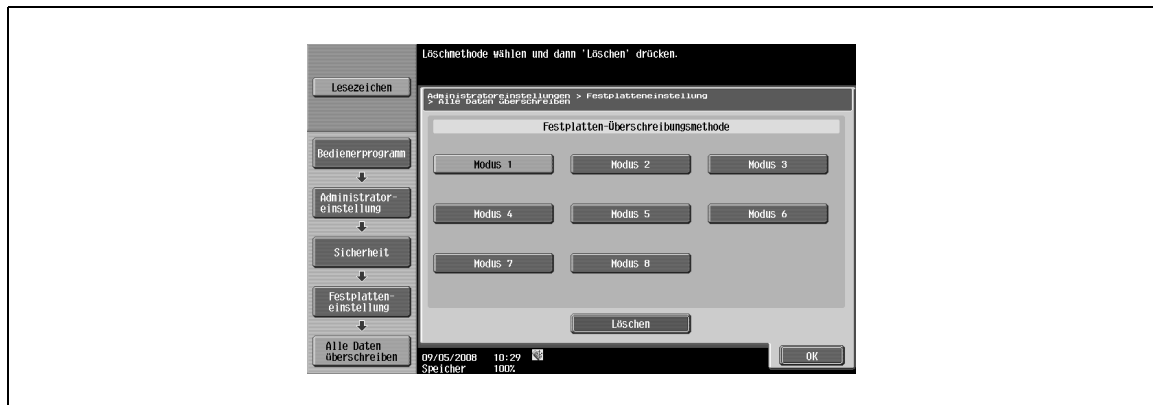 Löschmethode wählen und dann 'Löschen' drücken.
Lesezeichen
Administratoreinstellungen > Festplatteneinstellung
> Alle Daten überschreiben
Festplatten-Überschreibungsmethode
Bedienerprogramm
Modus 1
Modus 2
Modus 3
Administrator-
einstellung
Modus 4
Modus 5
Modus 6
Sicherheit
Modus 7
Modus 8
Festplatten-
einstellung
Löschen
Alle Daten
überschreiben
09/05/2008 10:29
Speicher 100%
OK